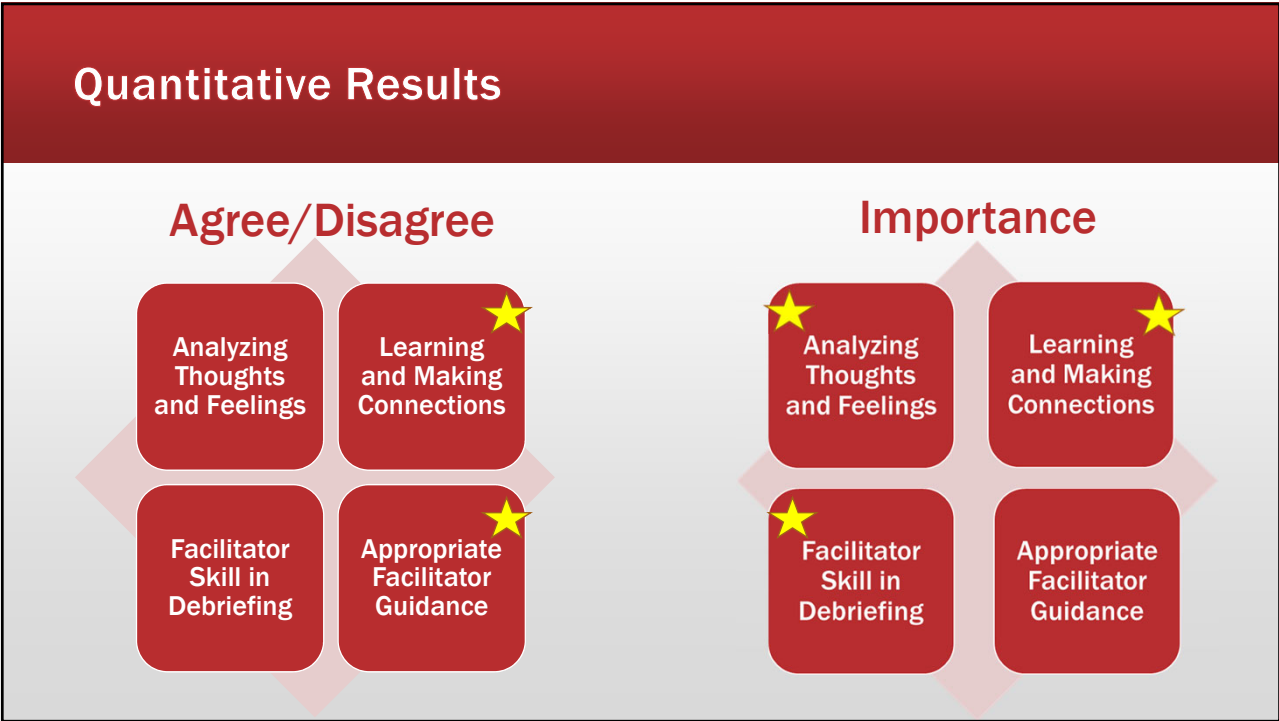 Quantitative Results
Agree/Disagree
Analyzing
Thoughts
and Feelings
Learning
and Making
Connections
Facilitator
Skill in
Debriefing
Appropriate
Facilitator
Guidance
Importance
Analyzing
Thoughts
and Feelings
Learning
and Making
Connections
Facilitator
Skill in
Debriefing
Appropriate
Facilitator
Guidance